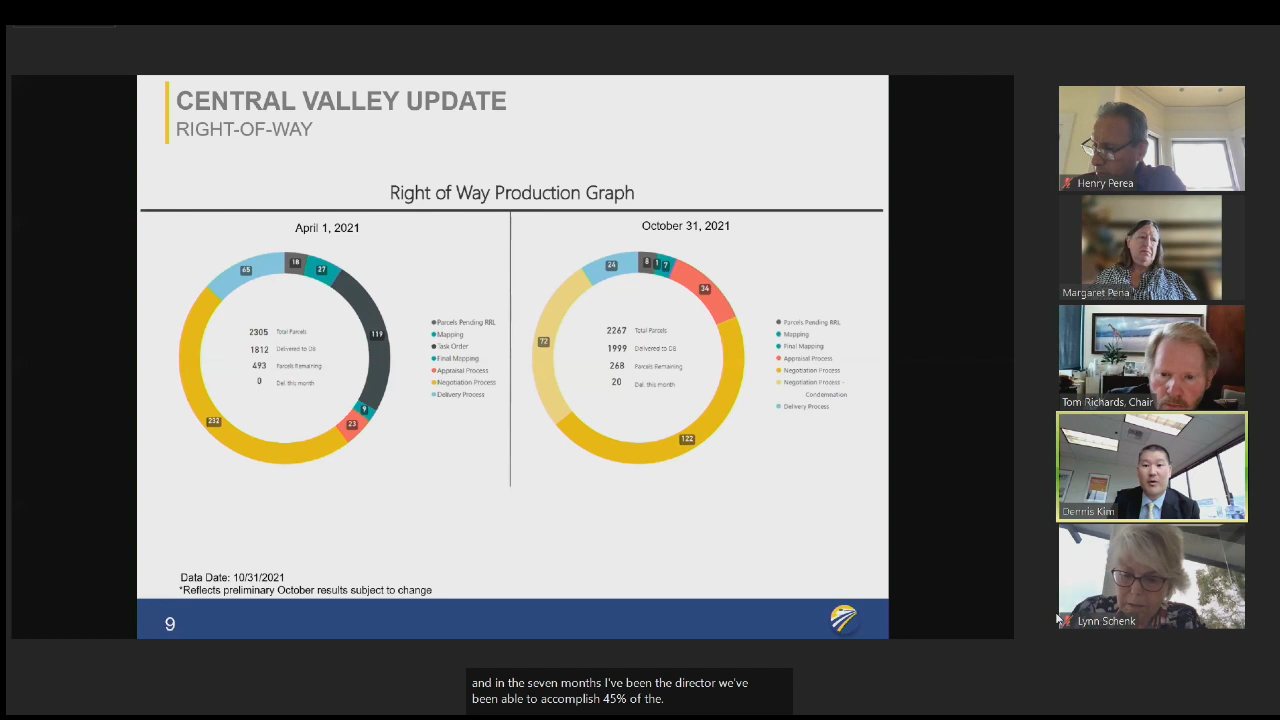 CENTRAL VALLEY UPDATE
RIGHT-OF-WAY
Right of Way Production Graph
April 1, 2021
18
27
119
9
23
232
65
2305 Total Parcels
1812 Delivered to DB
493 Parcels Remaining
0 Del. this month
Parcels Pending RRL
Mapping
Task Order
Final Mapping
Appraisal Process
Negotiation Process
Delivery Process
October 31, 2021
8
1
7
34
122
72
24
2267 Total Parcels
1999 Delivered to DB
268 Parcels Remaining
20 Del. this month
Parcels Pending RRL
Mapping
Final Mapping
Appraisal Process
Negotiation Process
Negotiation Process -
Condemnation
Delivery Process
Data Date: 10/31/2021
*Reflects preliminary October results subject to change
9
Henry Perea
Margaret Pena
Tom Richards, Chair
Dennis Kim
Lynn Schenk
and in the seven months I've been the director we've
been able to accomplish 45% of the.